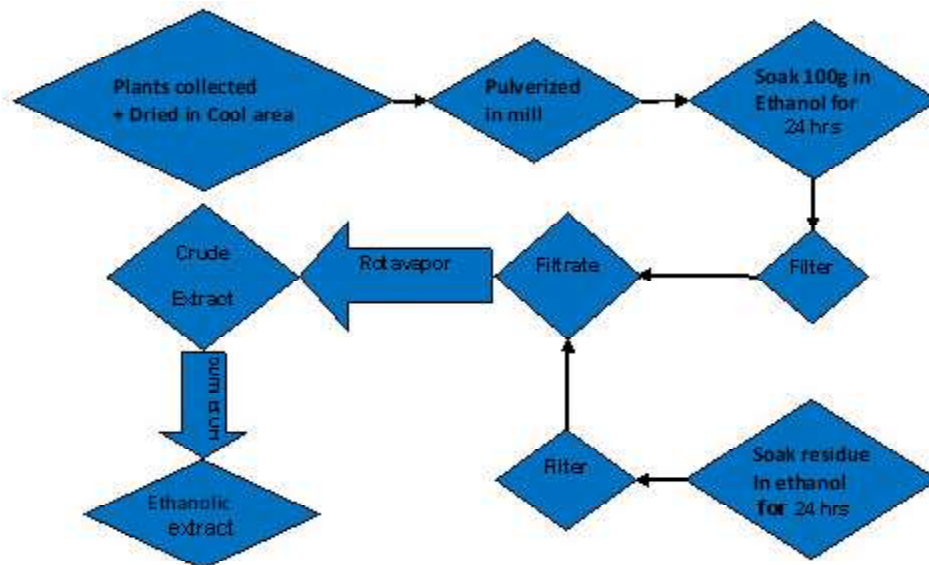 Plants collected
+ Dried in Cool area
Pulverized
in mill
Soak 100g in
Ethanol for
24 hrs
Crude
Extract
Rotavapor
Filtrate
Filter
Filter
Soak residue
In ethanol
for 24 hrs
Ethanolic
extract